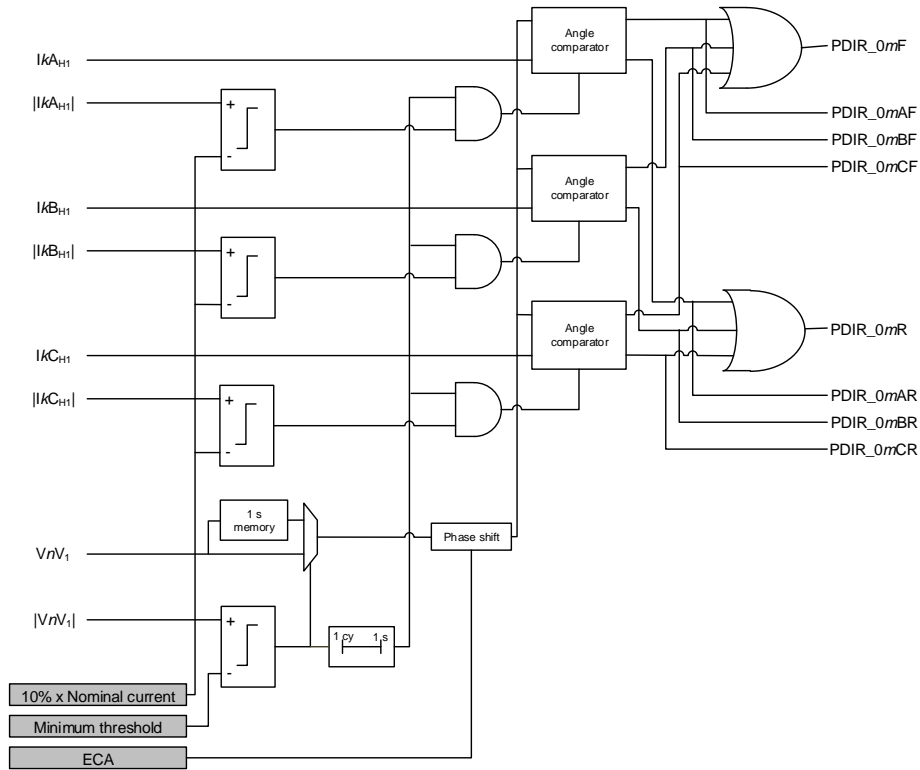 Angle
comparator
PDIR_0mF
IkA_H1
|IkA_H1|
+
-
PDIR_0mAF
PDIR_0mBF
PDIR_0mCF
Angle
comparator
IkB_H1
|IkB_H1|
+
-
Angle
comparator
PDIR_0mR
IkC_H1
|IkC_H1|
+
-
PDIR_0mAR
PDIR_0mBR
PDIR_0mCR
1 s
memory
Phase shift
VnV_1
|VnV_1|
+
-
1 cy 1 s
10% x Nominal current
Minimum threshold
ECA